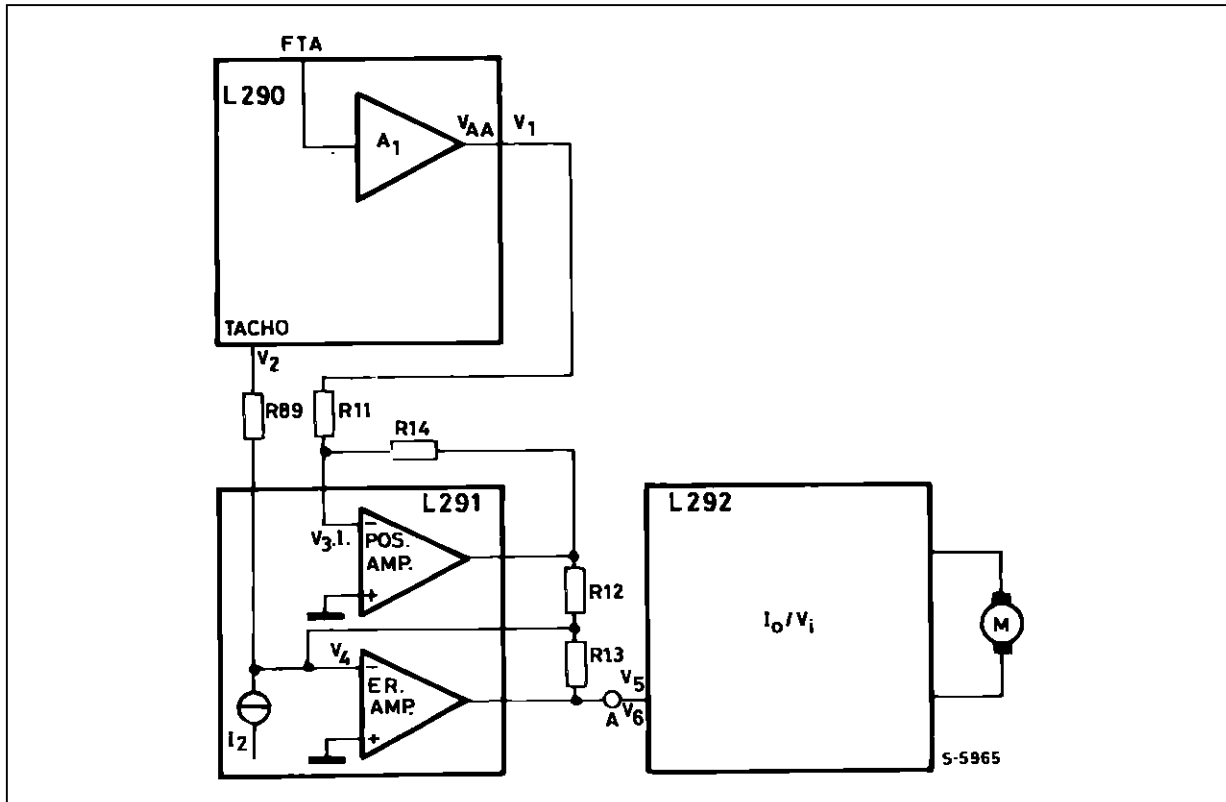 FTA
L290
A1
VAA
V1
TACHO
V2
R89
R11
R14
L291
L292
V3.I.
POS.
AMP.
-
+
R12
Io/Vi
M
V4
R13
-
ER.
AMP.
+
V5
A
V6
I2
S-5965